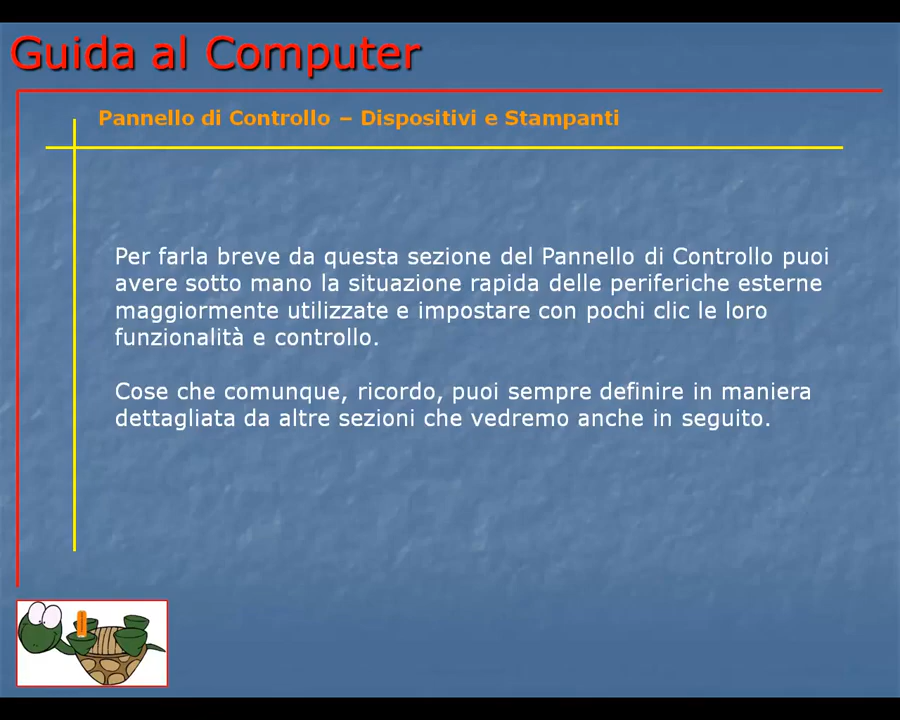 Guida al Computer
Pannello di Controllo – Dispositivi e Stampanti
Per farla breve da questa sezione del Pannello di Controllo puoi
avere sotto mano la situazione rapida delle periferiche esterne
maggiormente utilizzate e impostare con pochi clic le loro
funzionalità e controllo.
Cose che comunque, ricordo, puoi sempre definire in maniera
dettagliata da altre sezioni che vedremo anche in seguito.